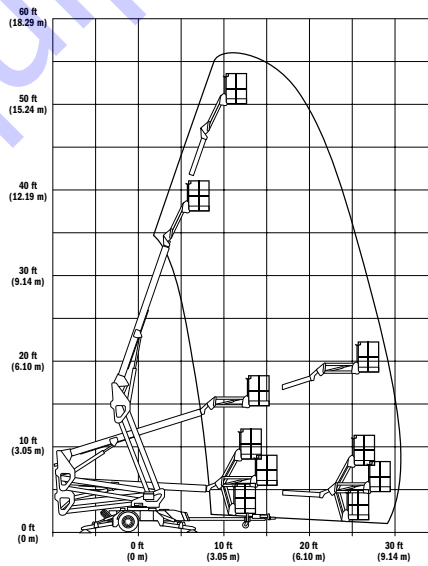 60 ft
(18.29 m)
50 ft
(15.24 m)
40 ft
(12.19 m)
30 ft
(9.14 m)
20 ft
(6.10 m)
10 ft
(3.05 m)
0 ft
(0 m)
0 ft
(0 m)
10 ft
(3.05 m)
20 ft
(6.10 m)
30 ft
(9.14 m)